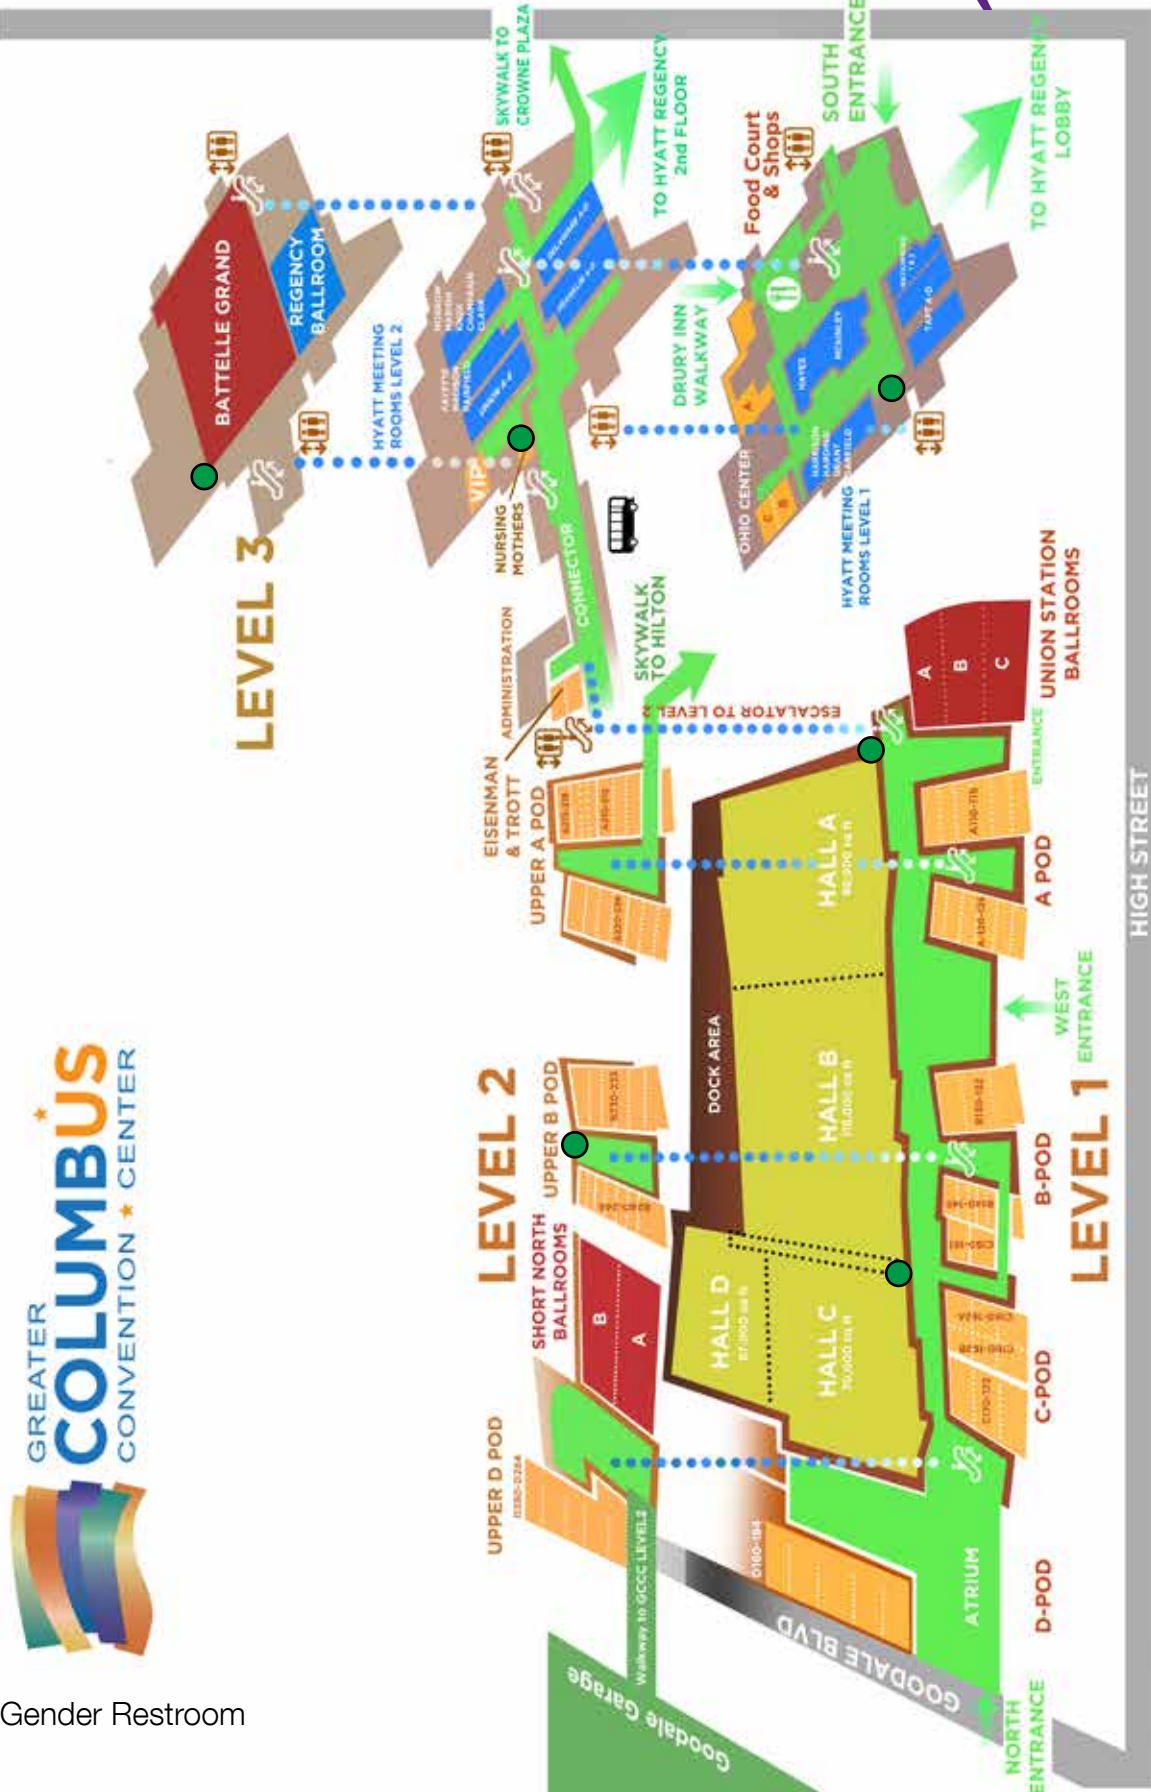 GREATER
COLUMBUS
CONVENTION ★ CENTER
Gender Restroom
LEVEL 3
BATTELLE GRAND
REGENCY
BALLROOM
HYATT MEETING
ROOMS LEVEL 2
SKYWALK TO
CROWNE PLAZA
TO HYATT REGENCY
2nd FLOOR
VIP
NURSING
MOTHERS
CONNECTOR
ADMINISTRATION
EISENMAN
& TROTT
SKYWALK
TO HILTON
LEVEL 2
UPPER A POD
UPPER B POD
SHORT NORTH
BALLROOMS
B
A
UPPER D POD
Walkway to GCCC LEVEL2
Goodale Garage
GOODALE BLVD
Food Court
& Shops
SOUTH
ENTRANCE
TO HYATT REGENCY
LOBBY
DRURY INN
WALKWAY
HAYES
McKINLEY
TAFT A-D
A
OHIO CENTER
C
B
HYATT MEETING
ROOMS LEVEL 1
ESCALATOR TO LEVEL 2
UNION STATION
BALLROOMS
A
B
C
ENTRANCE
DOCK AREA
HALL A
HALL B
HALL C
HALL D
A POD
WEST
ENTRANCE
B-POD
C-POD
D-POD
D180-184
ATRIUM
NORTH
ENTRANCE
LEVEL 1
HIGH STREET